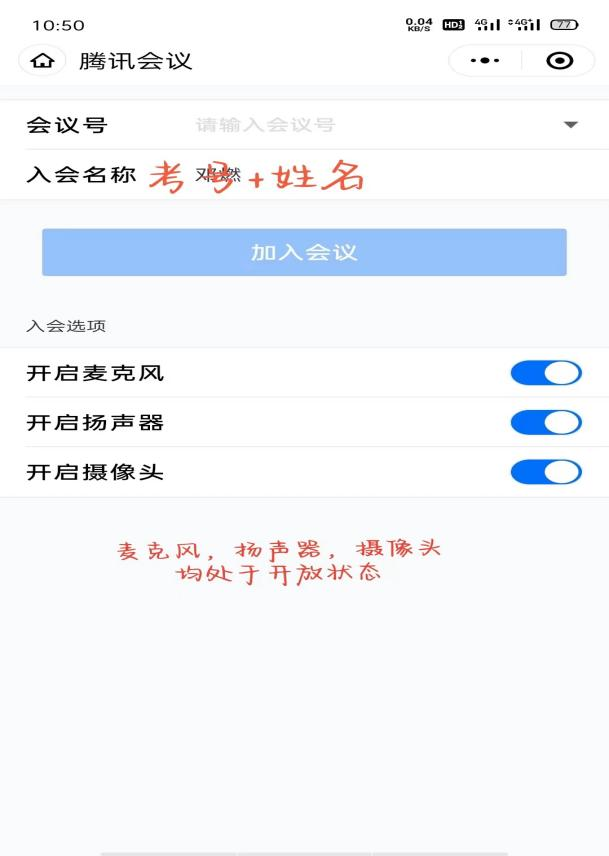 10:50
0.04 KB/S HD 4G 4G+ 77
腾讯会议
会议号 请输入会议号
入会名称 考号+姓名
加入会议
入会选项
开启麦克风
开启扬声器
开启摄像头
麦克风，扬声器，摄像头
均处于开放状态